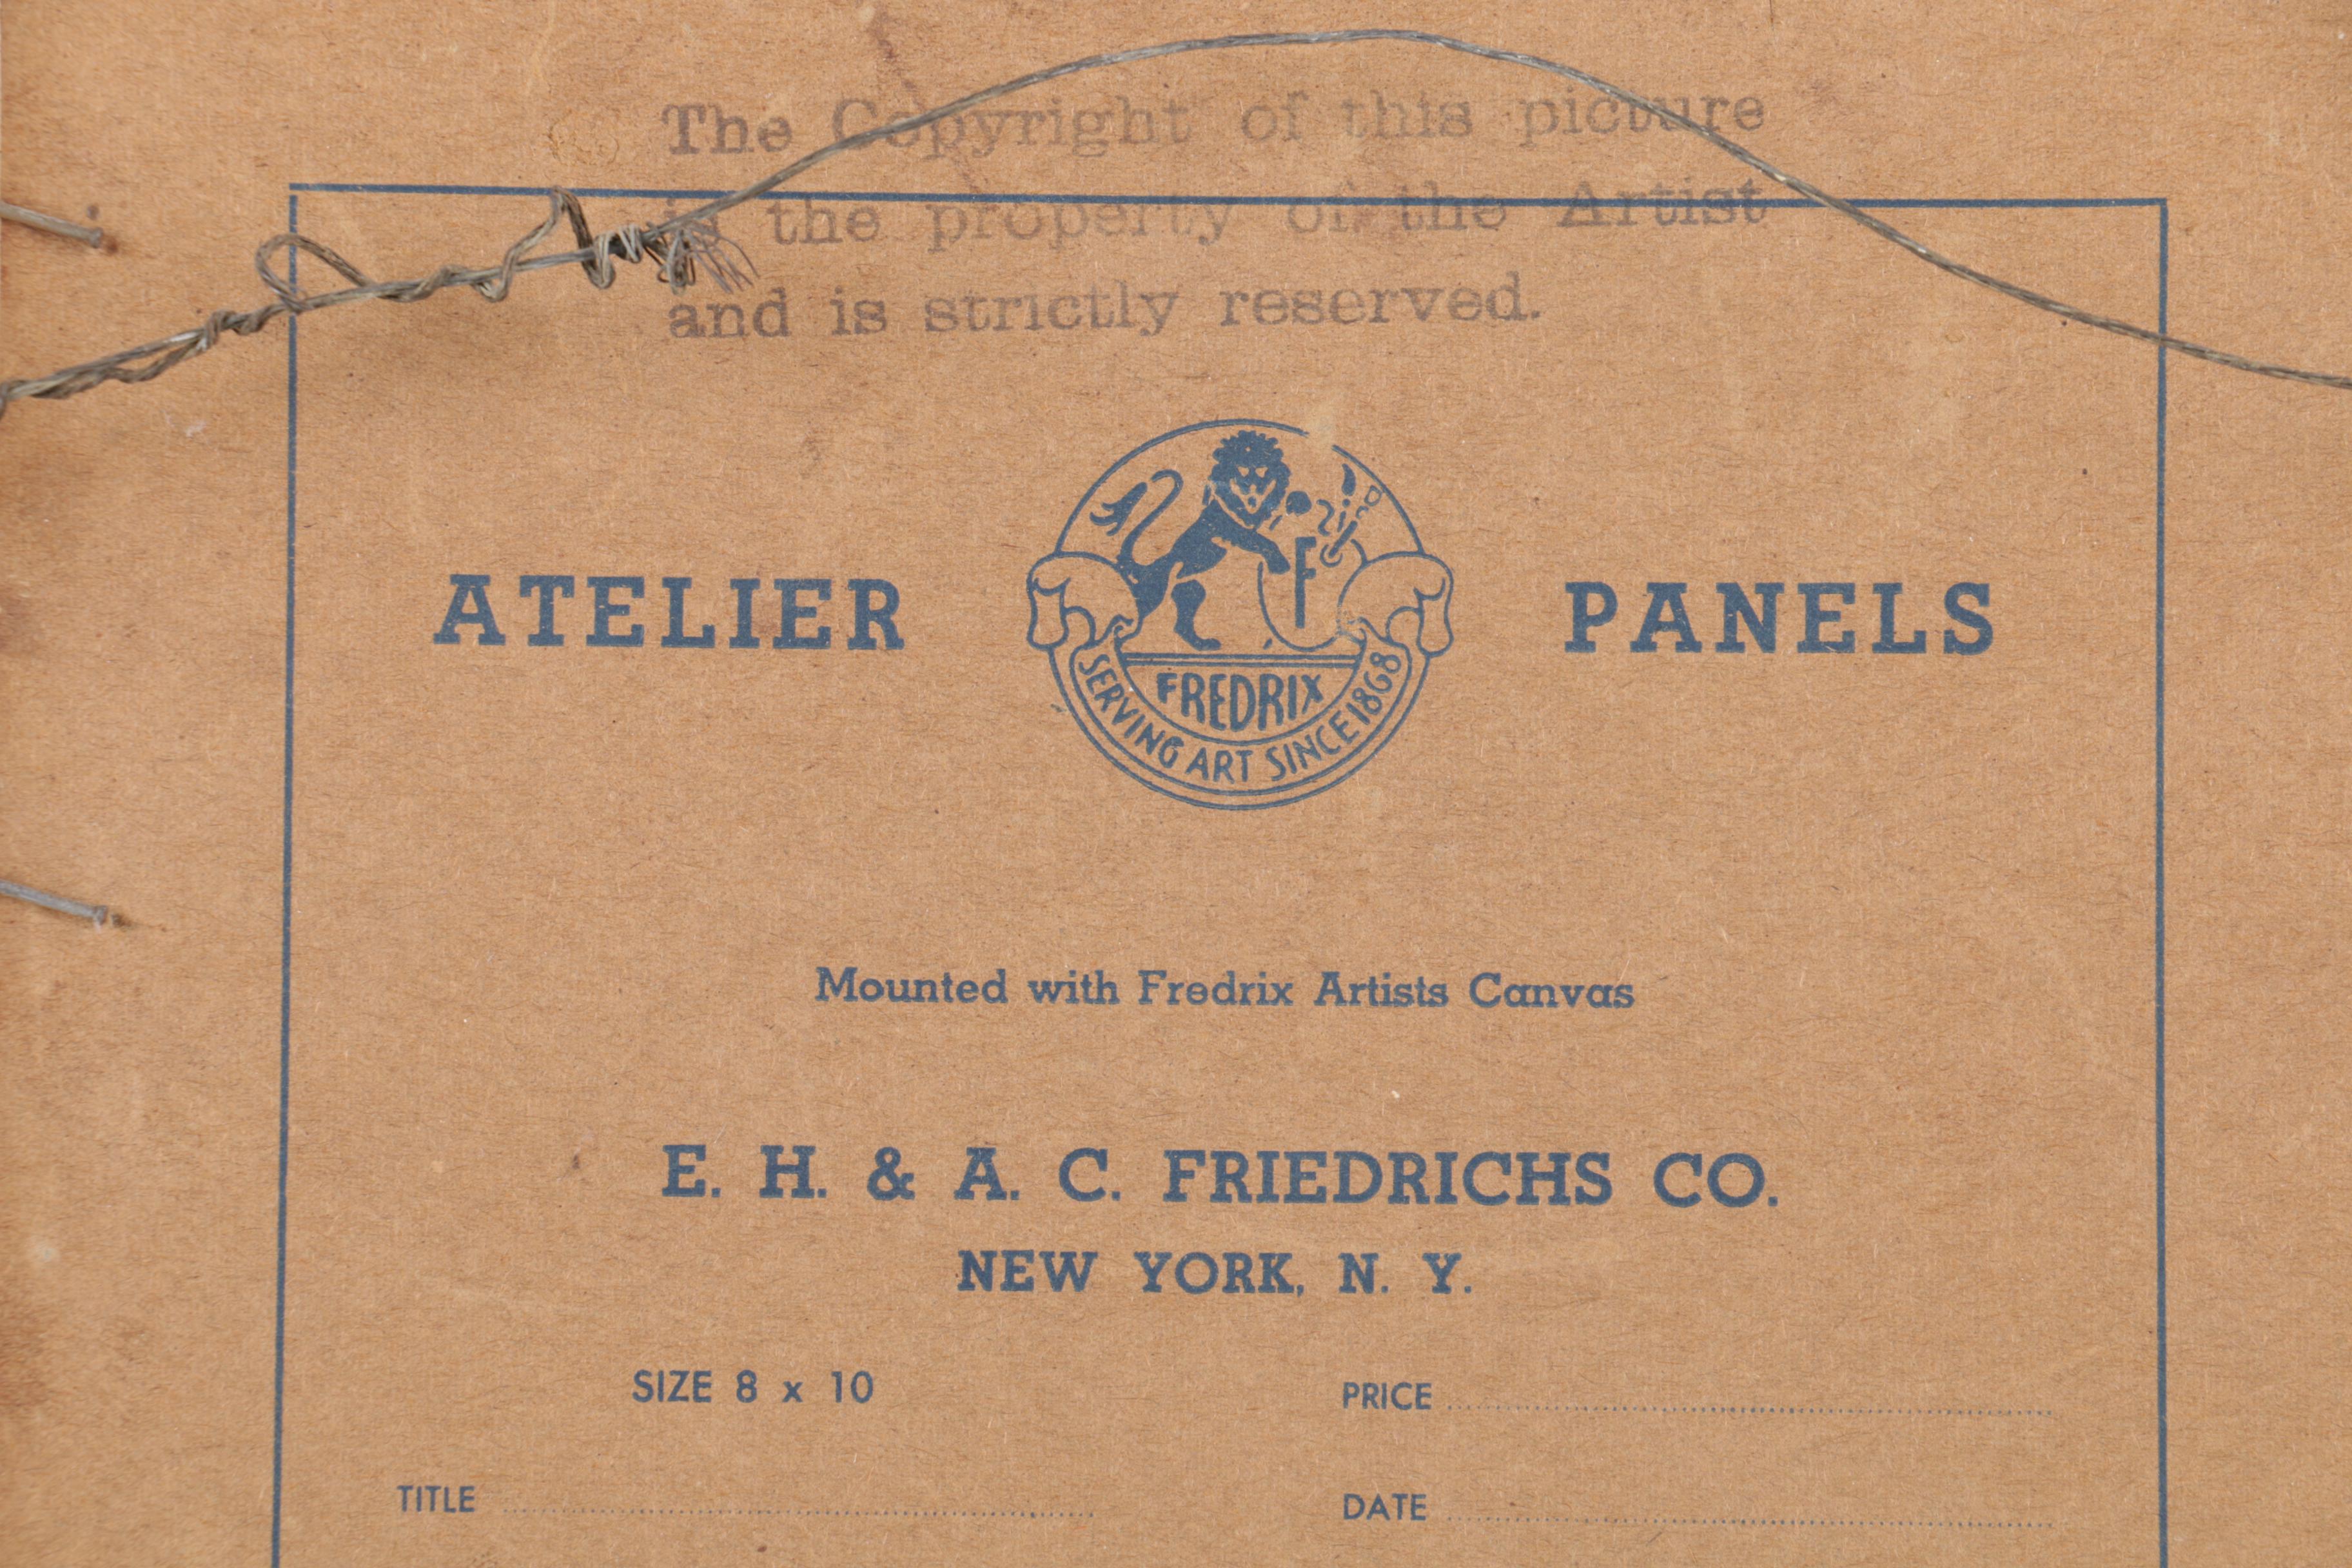 The Copyright of this picture
is the property of the Artist
and is strictly reserved.
ATELIER PANELS
F
FREDRIX
SERVING ART SINCE 1868
Mounted with Fredrix Artists Canvas
E. H. & A. C. FRIEDRICHS CO.
NEW YORK, N. Y.
SIZE 8 x 10 PRICE
TITLE DATE